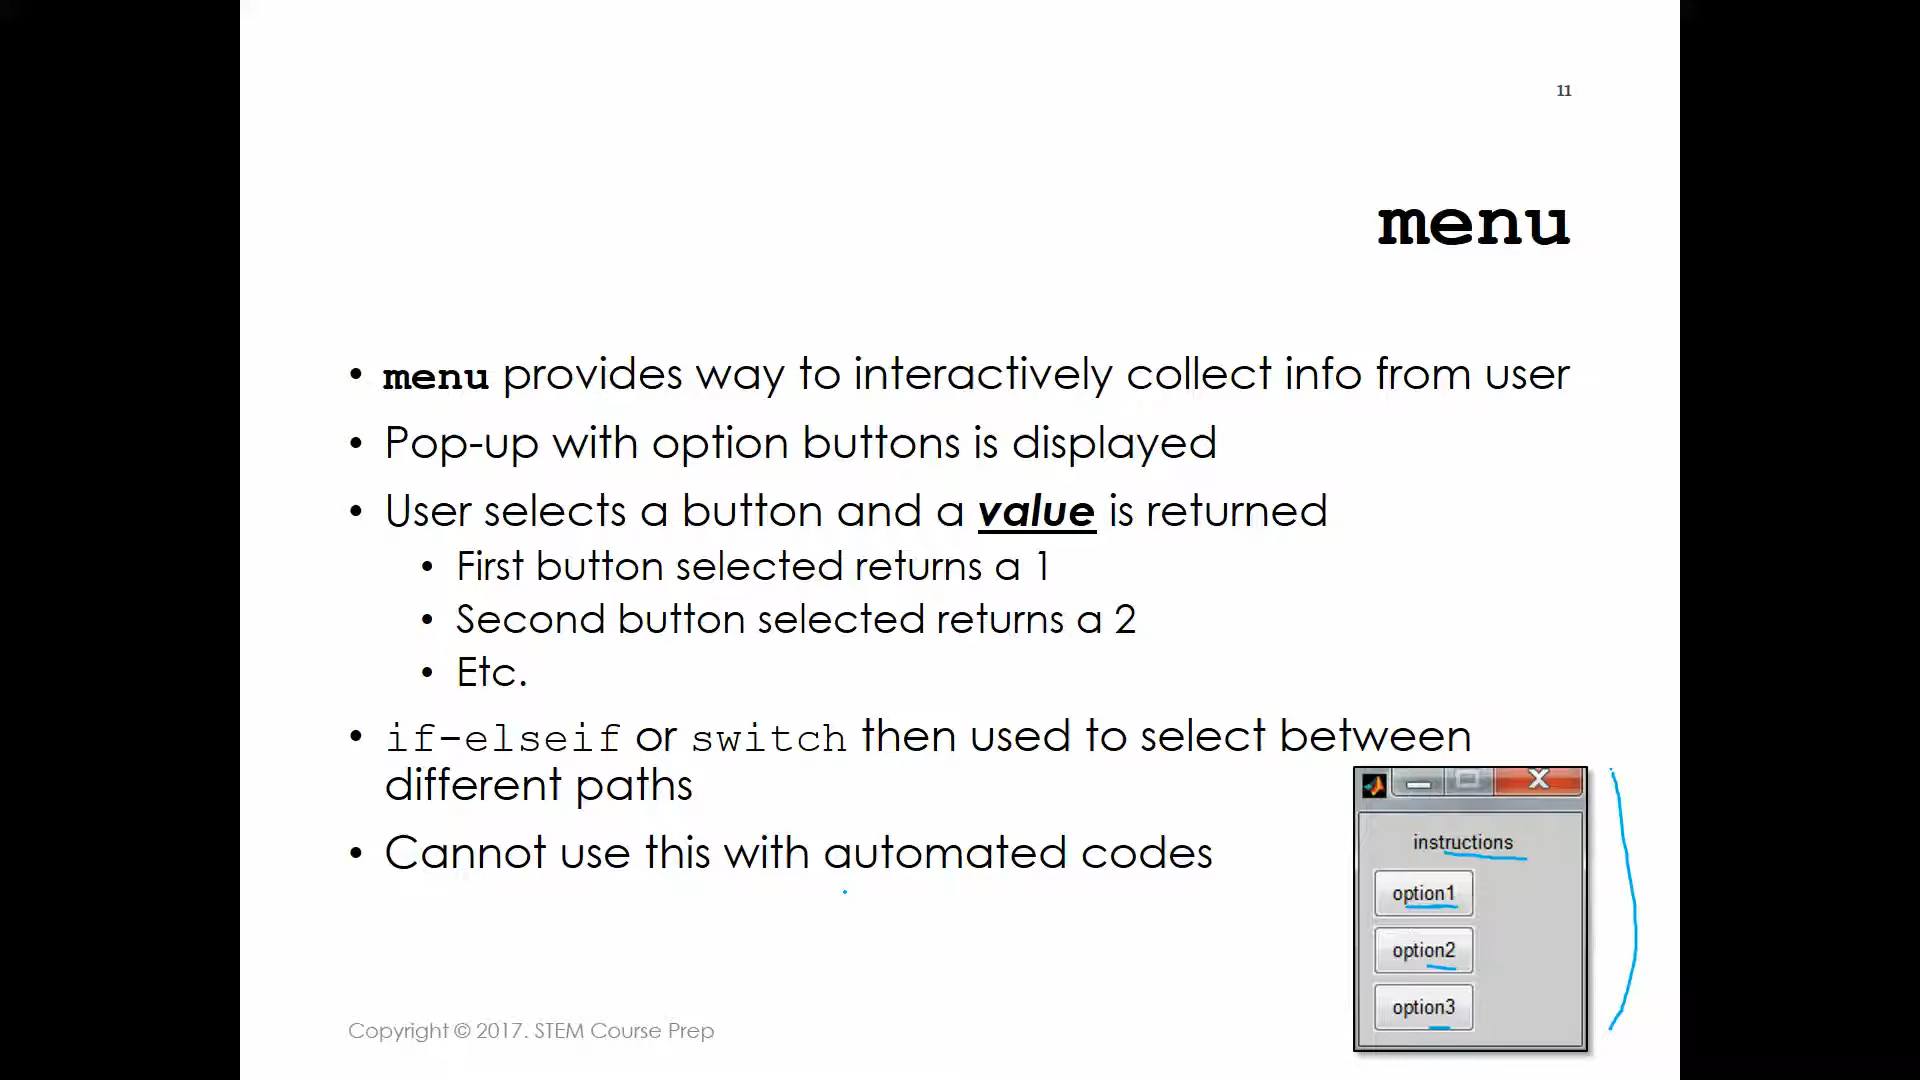 11
menu
• menu provides way to interactively collect info from user
• Pop-up with option buttons is displayed
• User selects a button and a value is returned
• First button selected returns a 1
• Second button selected returns a 2
• Etc.
• if-elseif or switch then used to select between
different paths
• Cannot use this with automated codes
instructions
option1
option2
option3
Copyright © 2017. STEM Course Prep